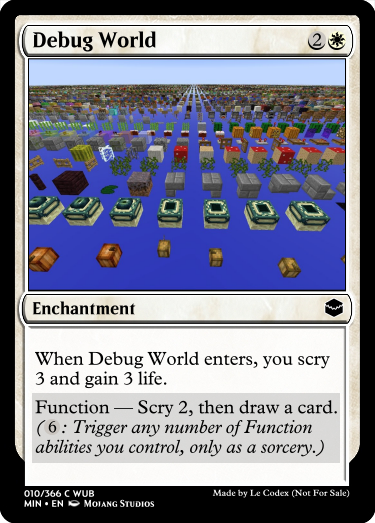 Debug World 2
Enchantment
When Debug World enters, you scry
3 and gain 3 life.
Function — Scry 2, then draw a card.
(6: Trigger any number of Function
abilities you control, only as a sorcery.)
010/366 C WUB
MIN • EN Mojang Studios
Made by Le Codex (Not For Sale)